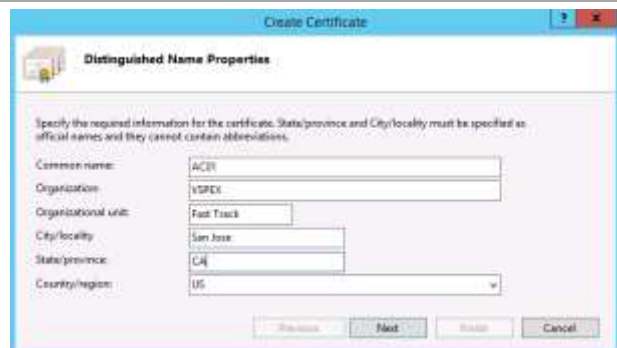 Create Certificate
?
Distinguished Name Properties
Specify the required information for the certificate. State/province and City/locality must be specified as
official names and they cannot contain abbreviations.
Common name: AC01
Organization: VSPEX
Organizational unit: Fast Track
City/locality San Jose
State/province: CA
Country/region: US
Previous Next Finish Cancel